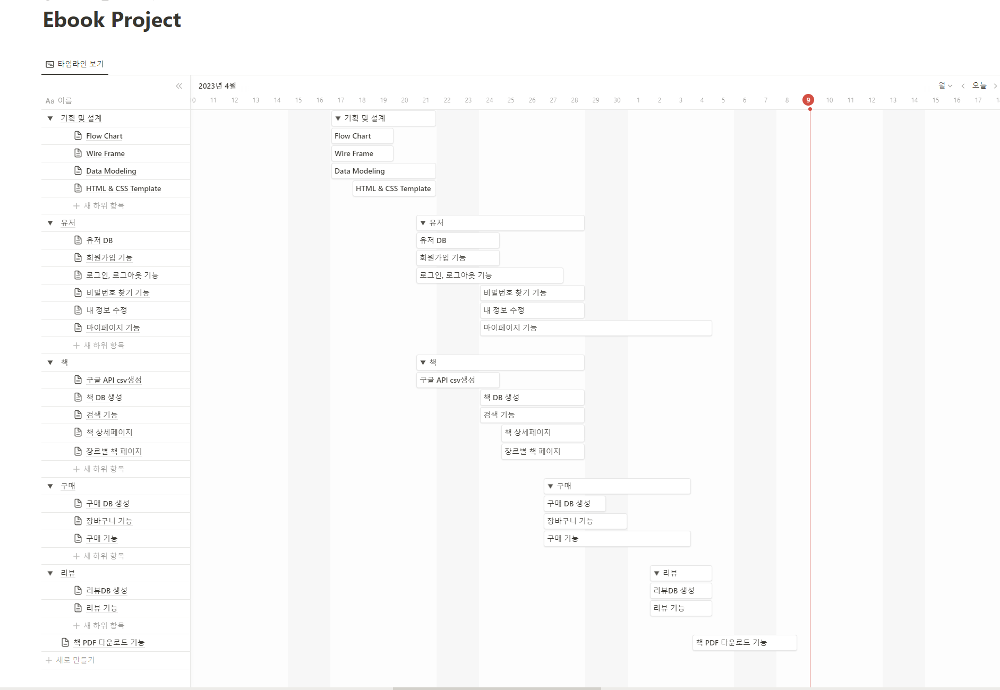 Ebook Project
타임라인 보기
2023년 4월
월 오늘
Aa 이름
10 11 12 13 14 15 16 17 18 19 20 21 22 23 24 25 26 27 28 29 30 1 2 3 4 5 6 7 8 9 10 11 12 13 14 15 16 17
기획 및 설계 기획 및 설계
Flow Chart Flow Chart
Wire Frame Wire Frame
Data Modeling Data Modeling
HTML & CSS Template HTML & CSS Template
새 하위 항목
유저 유저
유저 DB 유저 DB
회원가입 기능 회원가입 기능
로그인, 로그아웃 기능 로그인, 로그아웃 기능
비밀번호 찾기 기능 비밀번호 찾기 기능
내 정보 수정 내 정보 수정
마이페이지 기능 마이페이지 기능
새 하위 항목
책 책
구글 API csv생성 구글 API csv생성
책 DB 생성 책 DB 생성
검색 기능 검색 기능
책 상세페이지 책 상세페이지
장르별 책 페이지 장르별 책 페이지
새 하위 항목
구매 구매
구매 DB 생성 구매 DB 생성
장바구니 기능 장바구니 기능
구매 기능 구매 기능
새 하위 항목
리뷰 리뷰
리뷰DB 생성 리뷰DB 생성
리뷰 기능 리뷰 기능
새 하위 항목
책 PDF 다운로드 기능 책 PDF 다운로드 기능
새로 만들기